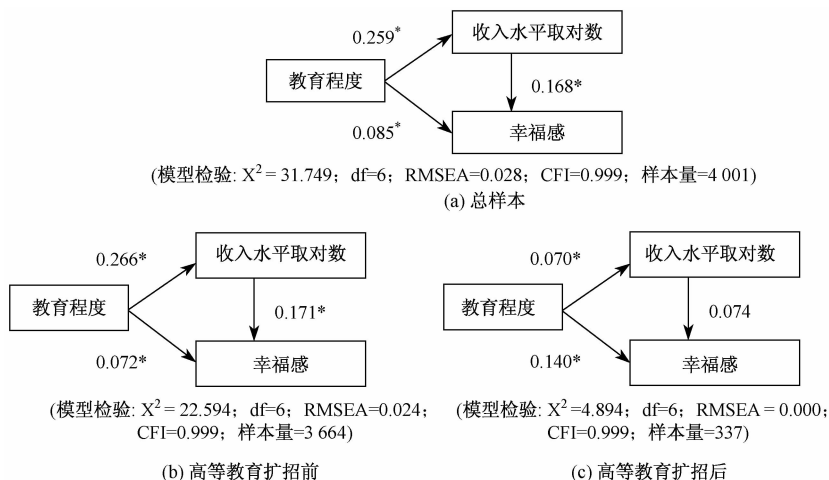 收入水平取对数
0.259*
教育程度
0.168*
0.085*
幸福感
(模型检验: X² = 31.749；df=6；RMSEA=0.028；CFI=0.999；样本量=4 001)
(a) 总样本
收入水平取对数
0.266*
教育程度
0.171*
0.072*
幸福感
(模型检验: X² = 22.594；df=6；RMSEA=0.024；
CFI=0.999；样本量=3 664)
(b) 高等教育扩招前
收入水平取对数
0.070*
教育程度
0.074
0.140*
幸福感
(模型检验: X² =4.894；df=6；RMSEA = 0.000；
CFI=0.999；样本量=337)
(c) 高等教育扩招后